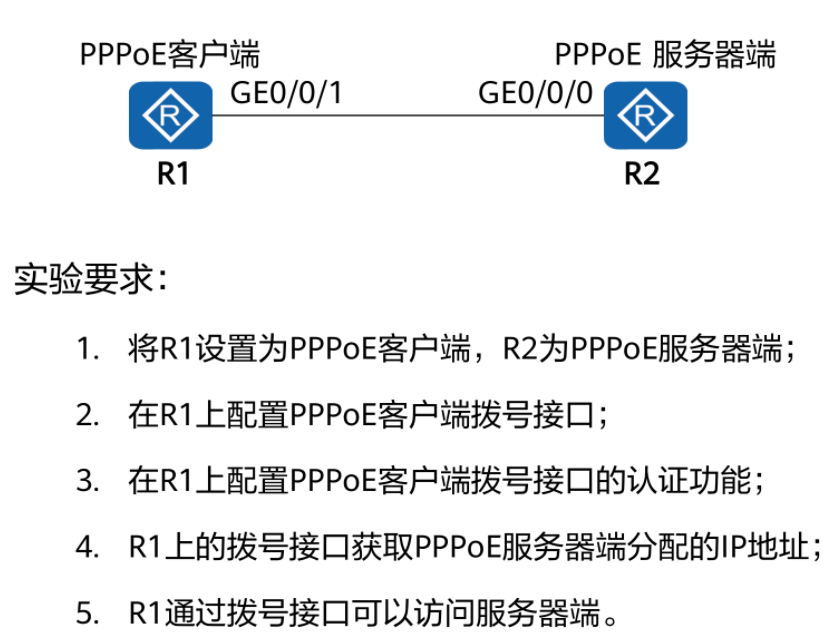 PPPoE客户端
PPPoE 服务器端
GE0/0/1
GE0/0/0
R
R
R1
R2
实验要求：
1. 将R1设置为PPPoE客户端，R2为PPPoE服务器端；
2. 在R1上配置PPPoE客户端拨号接口；
3. 在R1上配置PPPoE客户端拨号接口的认证功能；
4. R1上的拨号接口获取PPPoE服务器端分配的IP地址；
5. R1通过拨号接口可以访问服务器端。